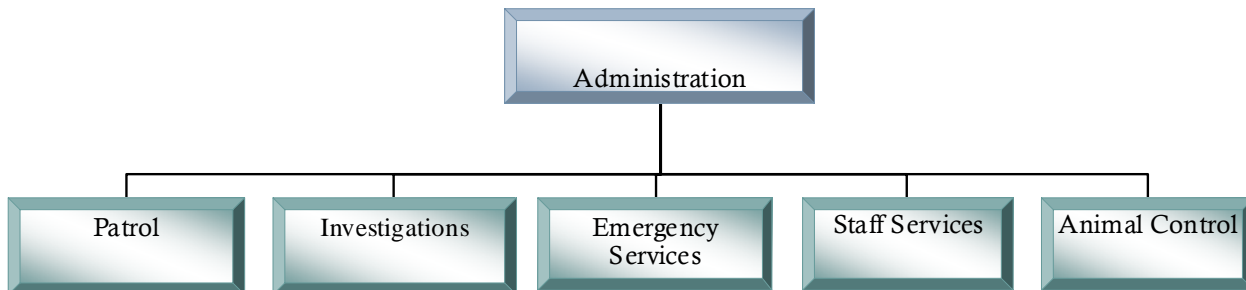 Administration
Patrol
Investigations
Emergency
Services
Staff Services
Animal Control